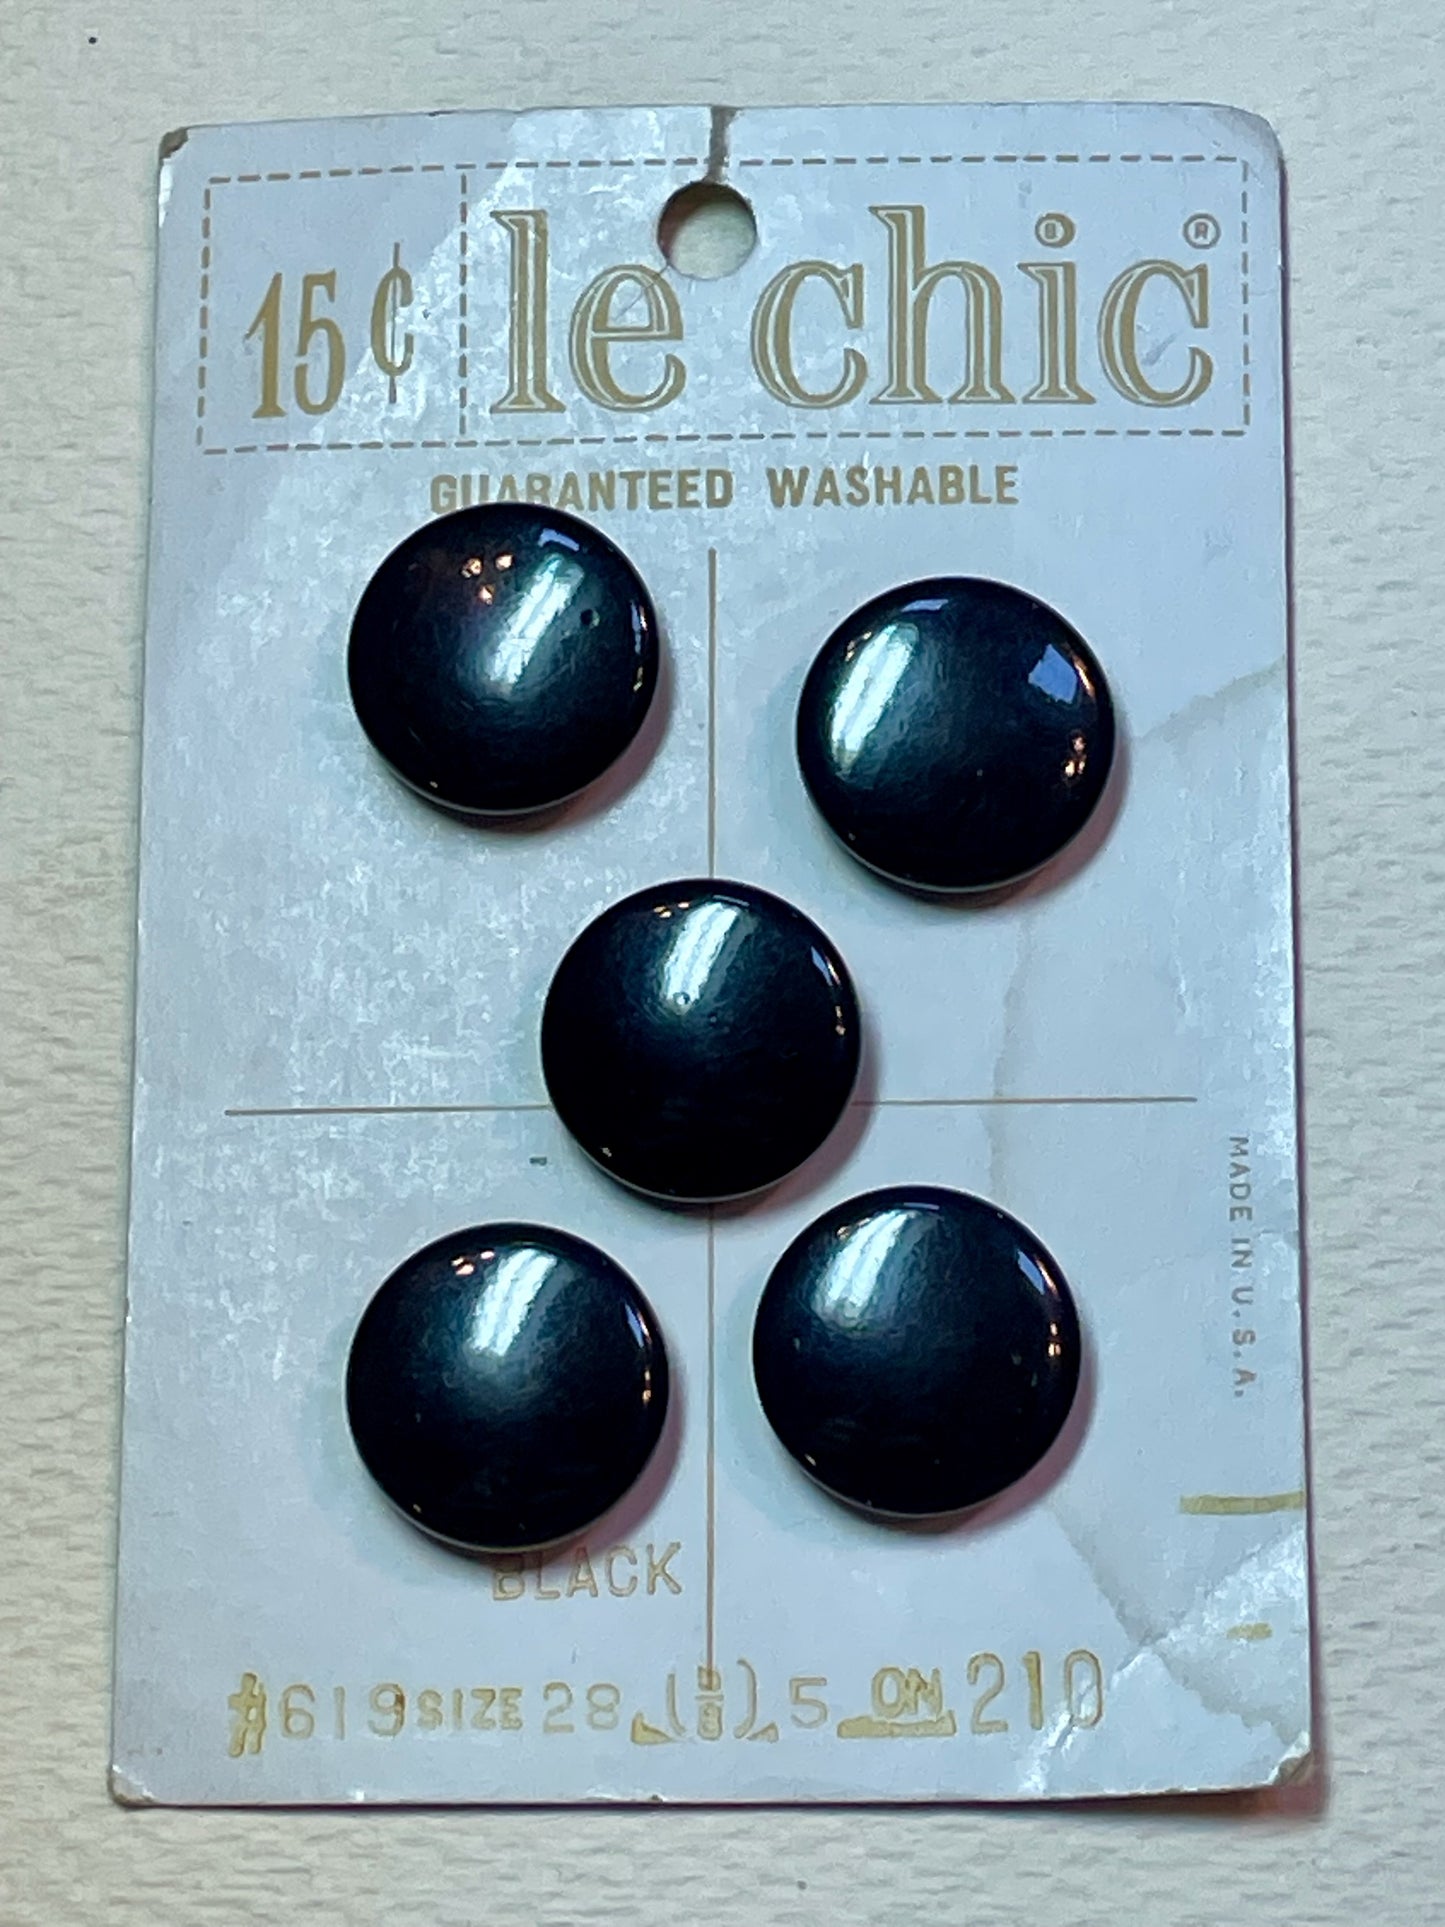 15¢ le chic®
GUARANTEED WASHABLE
MADE IN U.S.A.
BLACK
#619 SIZE 28 () 5 ON 210